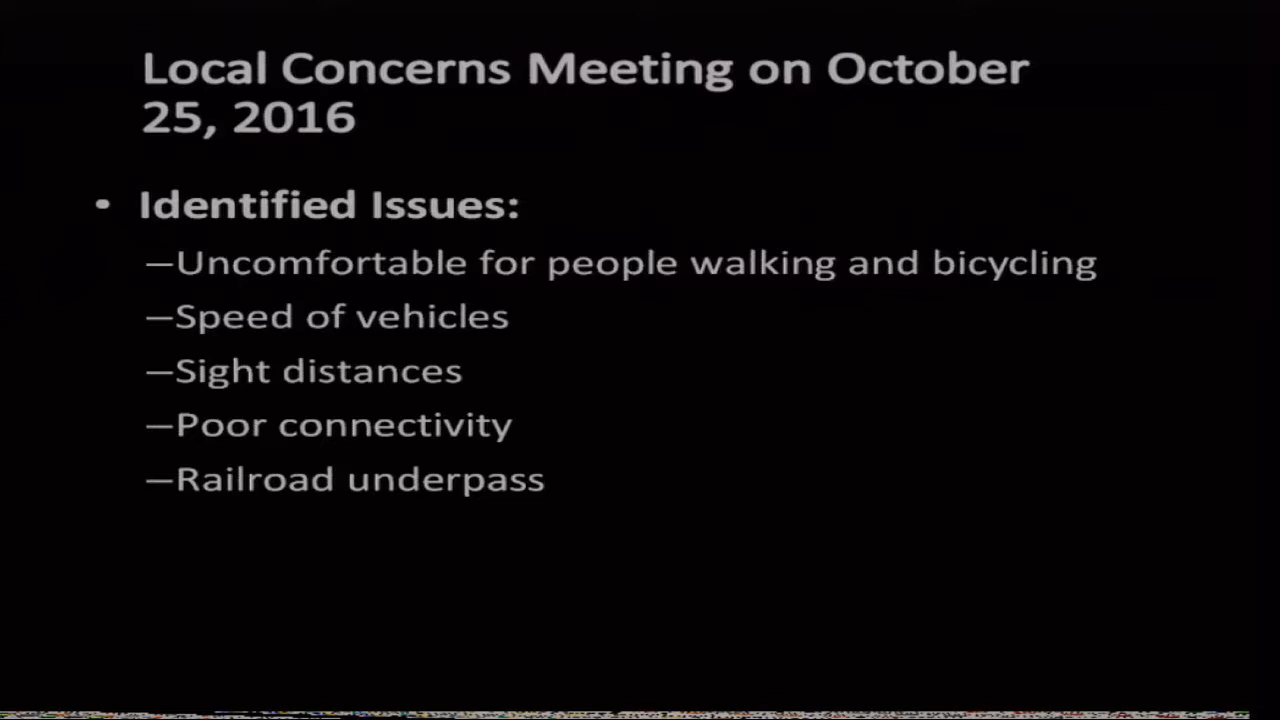 Local Concerns Meeting on October
25, 2016
• Identified Issues:
—Uncomfortable for people walking and bicycling
—Speed of vehicles
—Sight distances
—Poor connectivity
—Railroad underpass